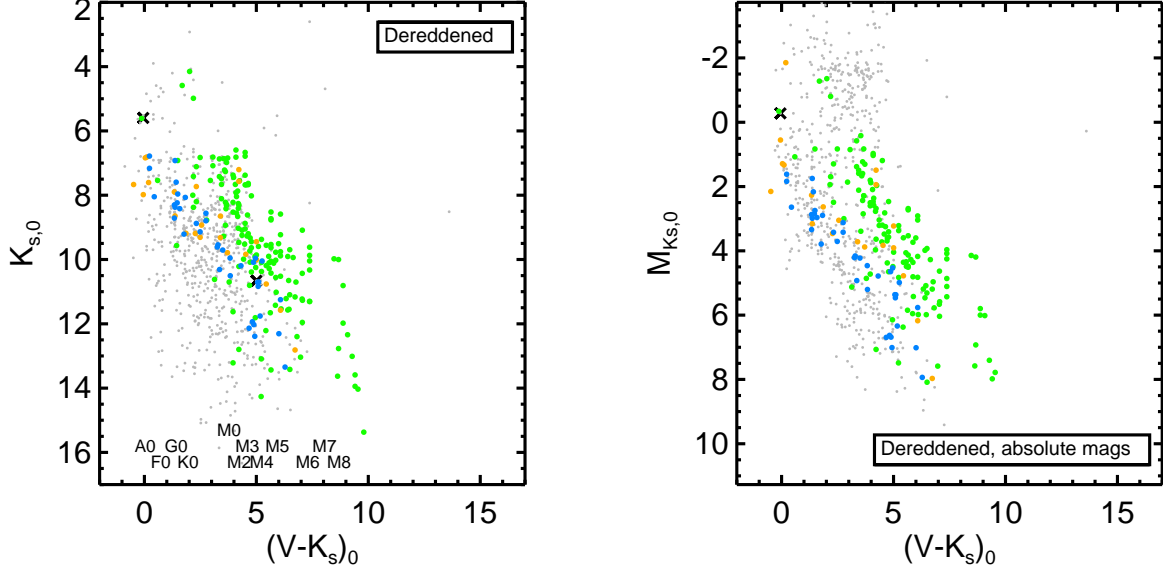 Dereddened
2
4
6
8
10
12
14
16
K_{s,0}
M0
A0 G0 M3 M5 M7
F0 K0 M2 M4 M6 M8
0 5 10 15
(V-K_s)_0
-2
0
2
4
6
8
10
M_{Ks,0}
Dereddened, absolute mags
0 5 10 15
(V-K_s)_0